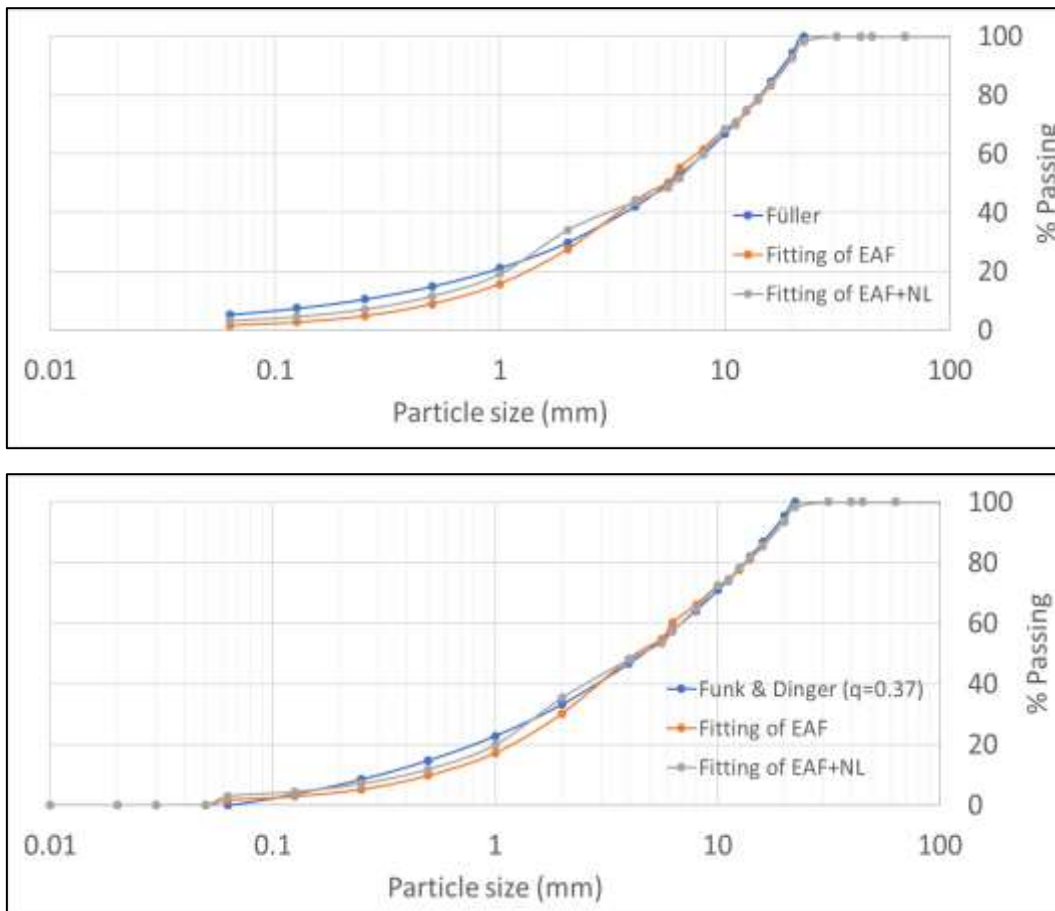 100
80
60
40
20
0
% Passing
Füller
Fitting of EAF
Fitting of EAF+NL
0.01 0.1 1 10 100
Particle size (mm)
100
80
60
40
20
0
% Passing
Funk & Dinger (q=0.37)
Fitting of EAF
Fitting of EAF+NL
0.01 0.1 1 10 100
Particle size (mm)